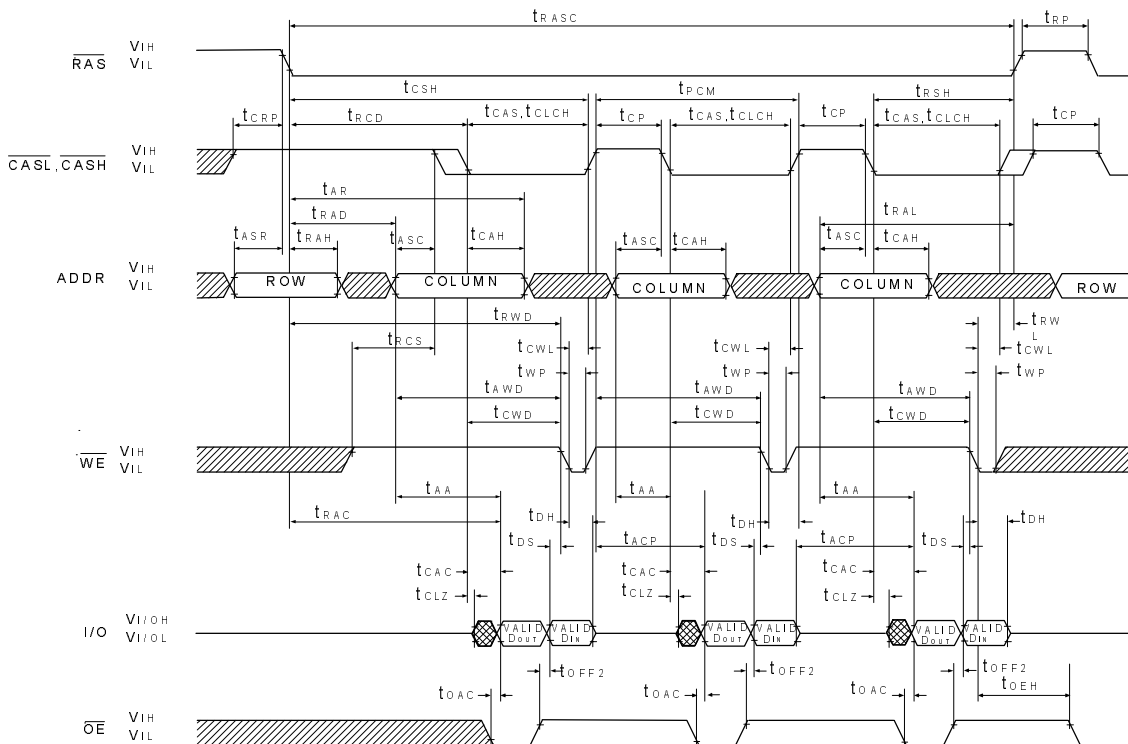 tRASC
tRP
RAS VIH
VIL
tCSH
tPCM
tRSH
tCRP
tRCD
tCAS,tCLCH
tCP
tCAS,tCLCH
tCP
tCAS,tCLCH
tCP
CASL,CASH VIH
VIL
tAR
tRAD
tRAL
tASR
tRAH
tASC
tCAH
tASC
tCAH
tASC
tCAH
ADDR VIH
VIL
ROW
COLUMN
COLUMN
COLUMN
ROW
tRWD
tRW
L
tRCS
tCWL
tCWL
tCWL
tWP
tWP
tWP
tAWD
tAWD
tAWD
tCWD
tCWD
tCWD
WE VIH
VIL
tAA
tAA
tAA
tRAC
tDH
tDH
tDH
tDS
tACP
tDS
tACP
tDS
tCAC
tCAC
tCAC
tCLZ
tCLZ
tCLZ
I/O VI/OH
VI/OL
VALID
DOUT
VALID
DIN
VALID
DOUT
VALID
DIN
VALID
DOUT
VALID
DIN
tOFF2
tOFF2
tOFF2
tOAC
tOAC
tOAC
tOEH
OE VIH
VIL